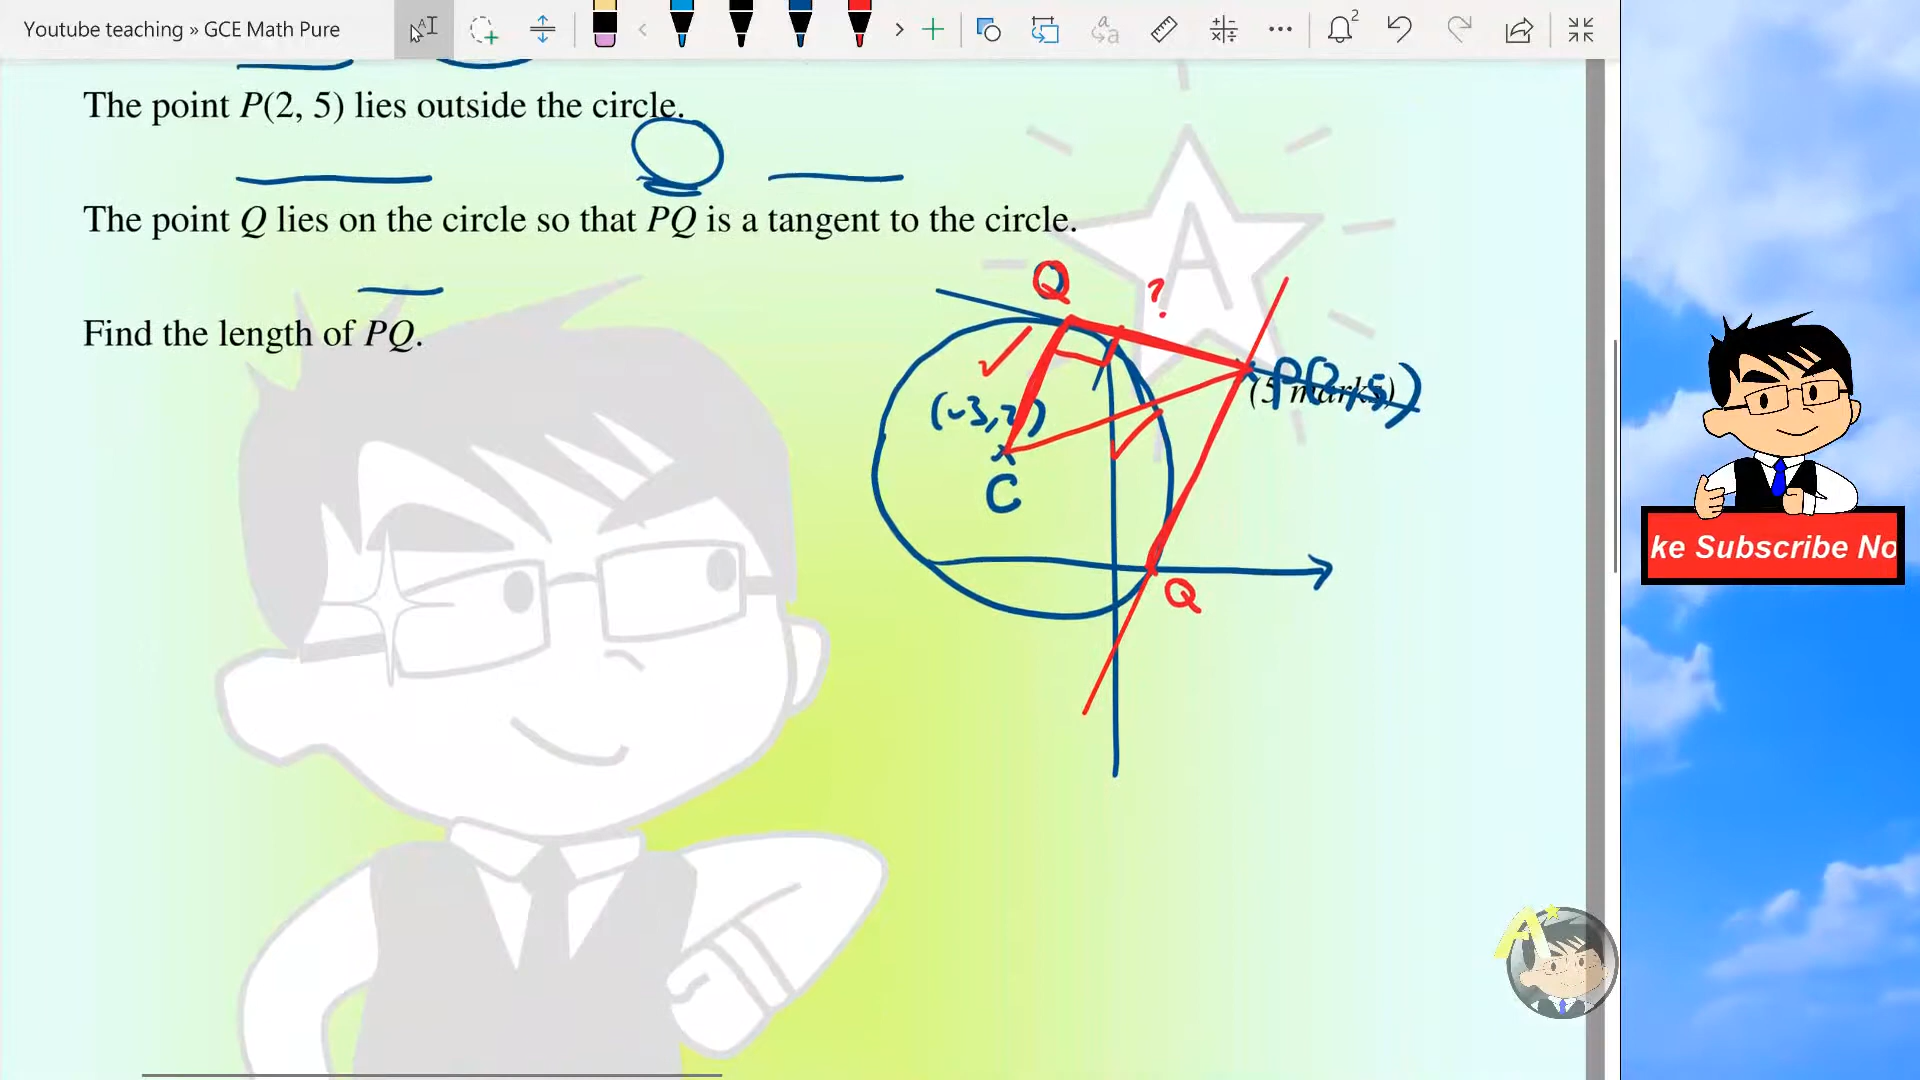 Youtube teaching » GCE Math Pure
2
The point P(2, 5) lies outside the circle.
A
The point Q lies on the circle so that PQ is a tangent to the circle.
Q
?
Find the length of PQ.
P(2,5)
(5 marks)
C
ke Subscribe No
Q
A